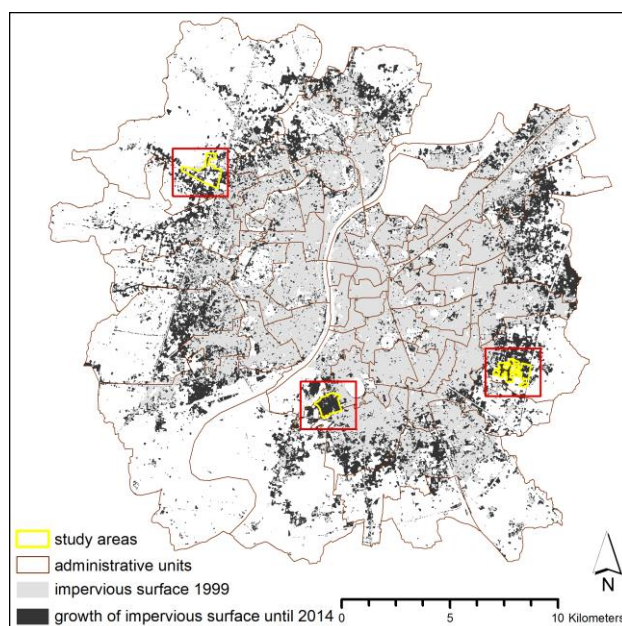 study areas
administrative units
impervious surface 1999
growth of impervious surface until 2014
N
0 5 10 Kilometers